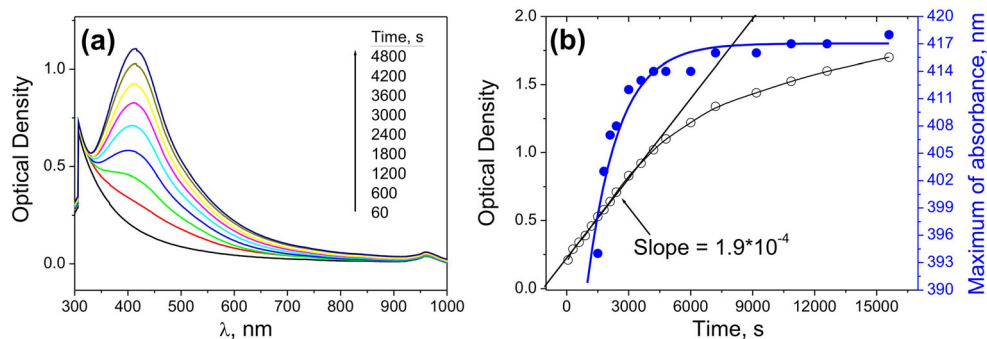 (a)
Time, s
4800
4200
3600
3000
2400
1800
1200
600
60
Optical Density
1.0
0.5
0.0
300 400 500 600 700 800 900 1000
λ, nm
(b)
Optical Density
2.0
1.5
1.0
0.5
0.0
Slope = 1.9*10-4
0 3000 6000 9000 12000 15000
Time, s
420
417
414
411
408
405
402
399
396
393
390
Maximum of absorbance, nm